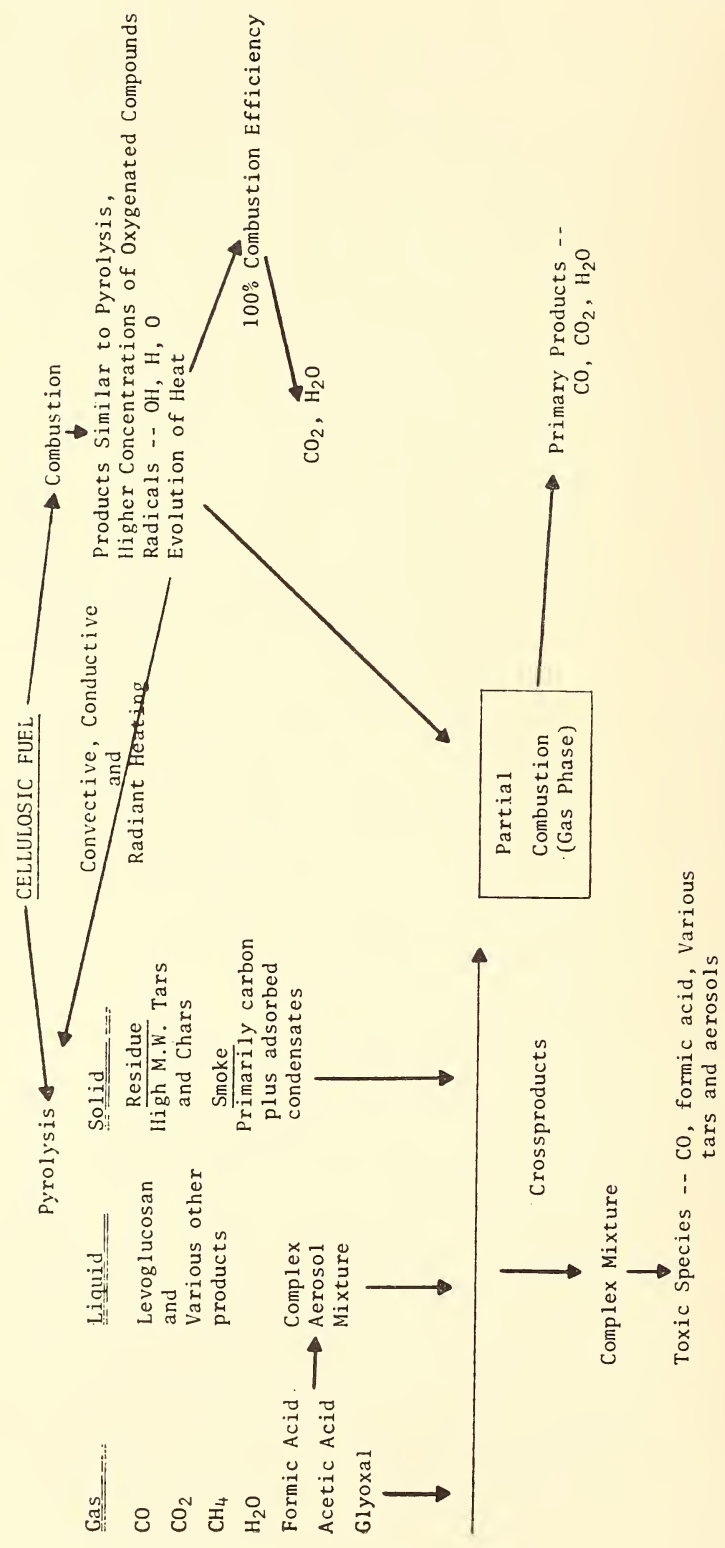 CELLULOSIC FUEL
Pyrolysis
Combustion
Convective, Conductive
and
Radiant Heating
Products Similar to Pyrolysis,
Higher Concentrations of Oxygenated Compounds
Radicals -- OH, H, O
Evolution of Heat
100% Combustion Efficiency
CO₂, H₂O
Gas
CO
CO₂
CH₄
H₂O
Formic Acid
Acetic Acid
Glyoxal
Liquid
Levoglucosan
and
Various other
products
Complex
Aerosol
Mixture
Solid
Residue
High M.W. Tars
and Chars
Smoke
Primarily carbon
plus adsorbed
condensates
Partial
Combustion
(Gas Phase)
Primary Products --
CO, CO₂, H₂O
Crossproducts
Complex Mixture
Toxic Species -- CO, formic acid, Various
tars and aerosols